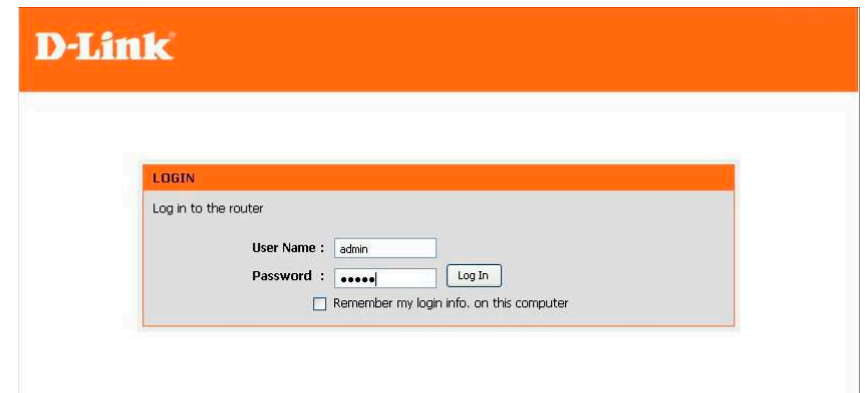 D-Link
LOGIN
Log in to the router
User Name : admin
Password : ●●●●● Log In
Remember my login info. on this computer